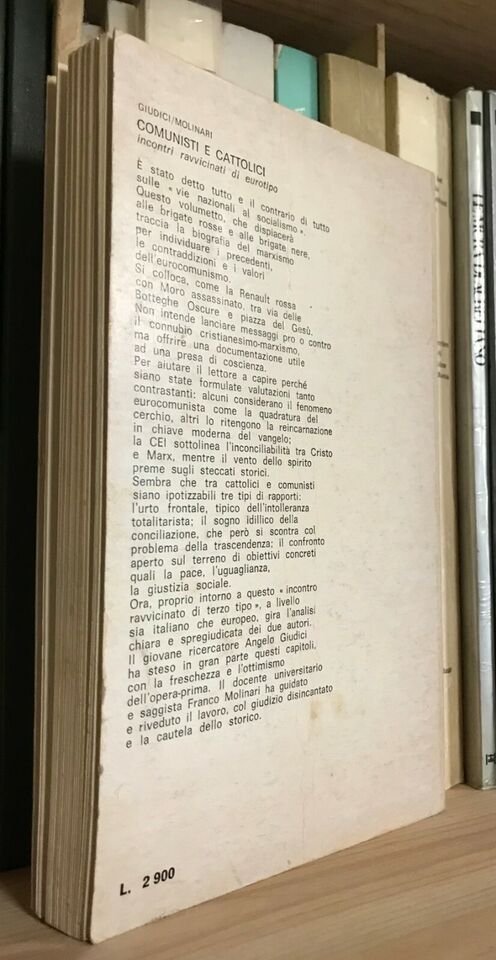 GIUDICI/MOLINARI
COMUNISTI E CATTOLICI
incontri ravvicinati di eurotipo
È stato detto tutto e il contrario di tutto
sulle « vie nazionali al socialismo ».
Questo volumetto, che dispiacerà
alle brigate rosse e alle brigate nere,
traccia la biografia del marxismo
per individuare i precedenti,
le contraddizioni e i valori
dell'eurocomunismo.
Si colloca, come la Renault rossa
con Moro assassinato, tra via delle
Botteghe Oscure e piazza del Gesù.
Non intende lanciare messaggi pro o contro
il connubio cristianesimo-marxismo,
ma offrire una documentazione utile
ad una presa di coscienza.
Per aiutare il lettore a capire perché
siano state formulate valutazioni tanto
contrastanti: alcuni considerano il fenomeno
eurocomunista come la quadratura del
cerchio, altri lo ritengono la reincarnazione
in chiave moderna del vangelo;
la CEI sottolinea l'inconciliabilità tra Cristo
e Marx, mentre il vento dello spirito
preme sugli steccati storici.
Sembra che tra cattolici e comunisti
siano ipotizzabili tre tipi di rapporti:
l'urto frontale, tipico dell'intolleranza
totalitarista; il sogno idillico della
conciliazione, che però si scontra col
problema della trascendenza; il confronto
aperto sul terreno di obiettivi concreti
quali la pace, l'uguaglianza,
la giustizia sociale.
Ora, proprio intorno a questo « incontro
ravvicinato di terzo tipo », a livello
sia italiano che europeo, gira l'analisi
chiara e spregiudicata dei due autori.
Il giovane ricercatore Angelo Giudici
ha steso in gran parte questi capitoli,
con la freschezza e l'ottimismo
dell'opera-prima. Il docente universitario
e saggista Franco Molinari ha guidato
e riveduto il lavoro, col giudizio disincantato
e la cautela dello storico.
L. 2 900